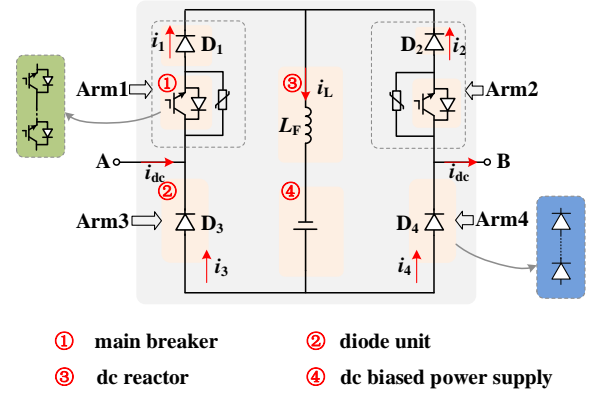 i1 D1 D2 i2
Arm1 ① ③ iL Arm2
LF
A idc ④ idc B
②
Arm3 D3 D4 Arm4
i3 i4
① main breaker ② diode unit
③ dc reactor ④ dc biased power supply